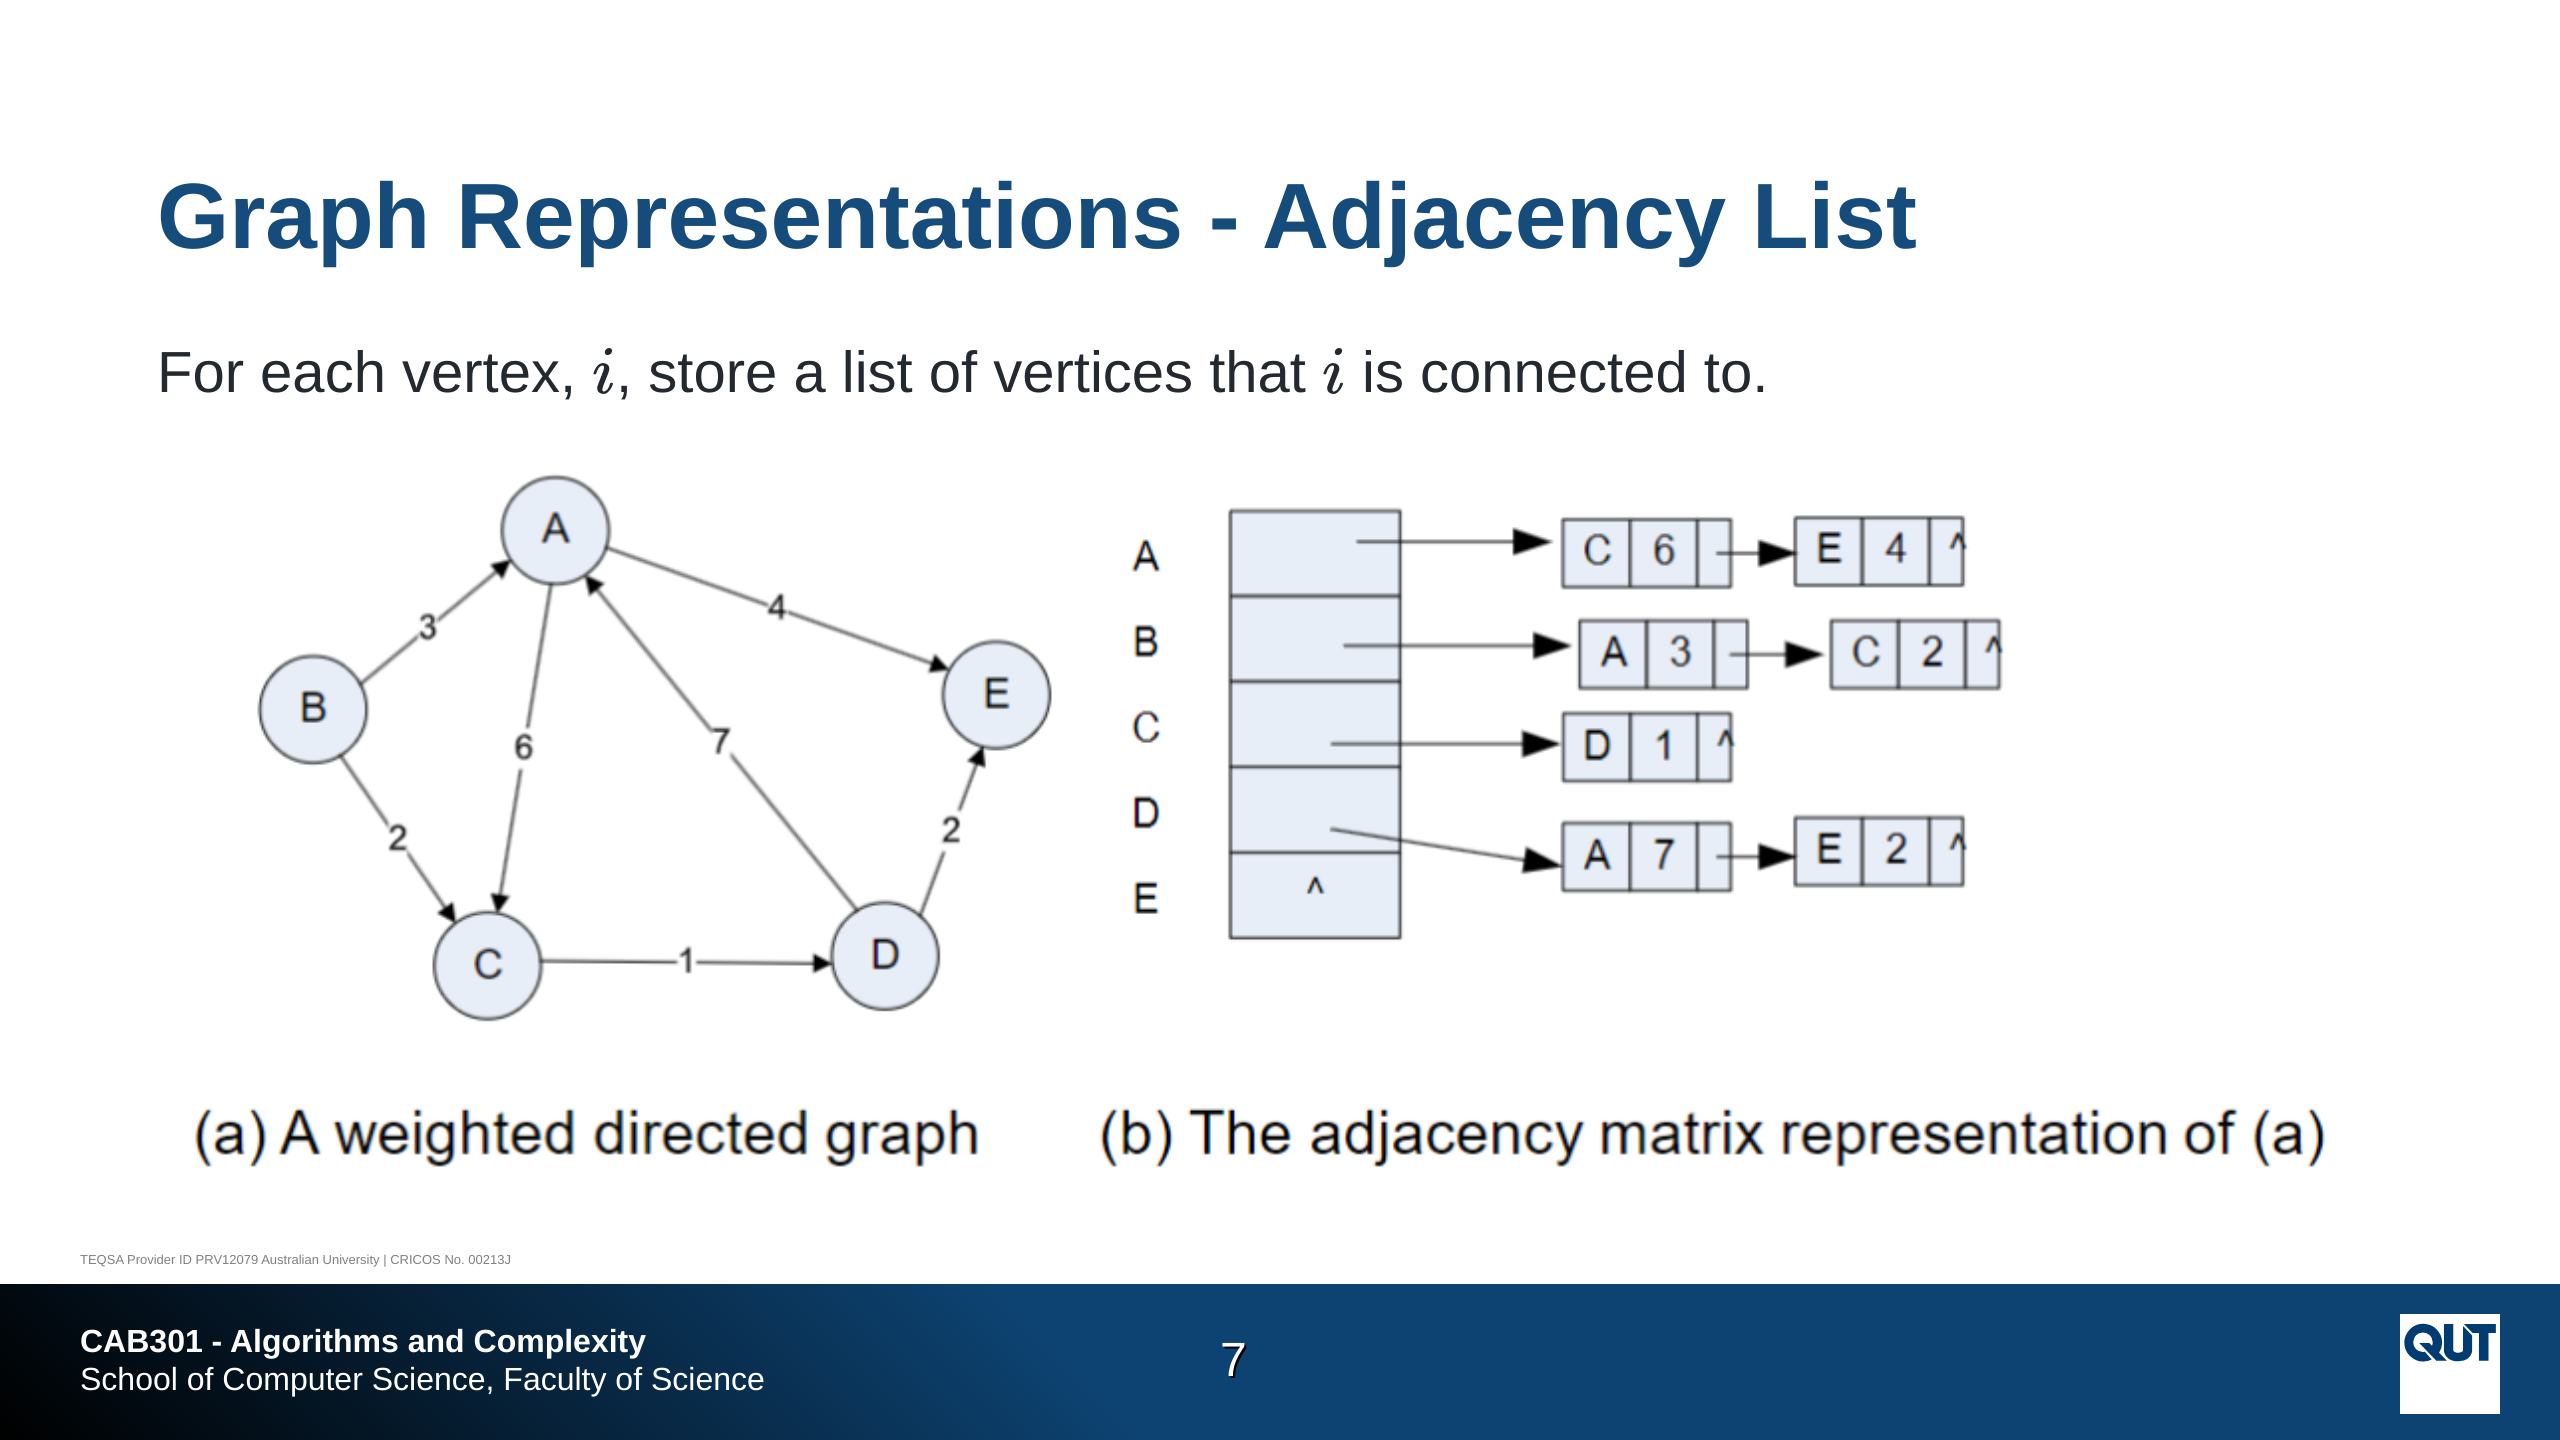 Graph Representations - Adjacency List
For each vertex, i, store a list of vertices that i is connected to.
A
3
4
B
E
6
7
2
2
C
1
D
A C 6 E 4 ^
B A 3 C 2 ^
C D 1 ^
D A 7 E 2 ^
E ^
(a) A weighted directed graph
(b) The adjacency matrix representation of (a)
TEQSA Provider ID PRV12079 Australian University | CRICOS No. 00213J
CAB301 - Algorithms and Complexity
School of Computer Science, Faculty of Science
7
QUT